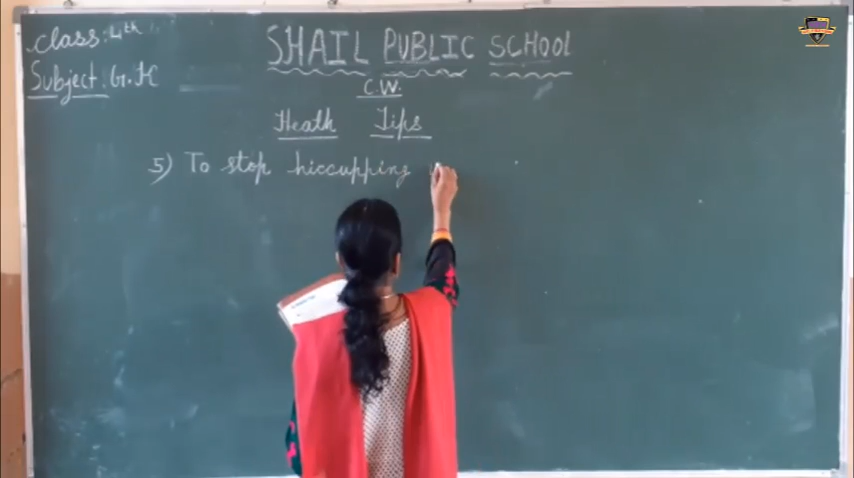 Class: 4th
Subject: G.K
SHAIL PUBLIC SCHOOL
C.W.
Heath Tips
5) To stop hiccupping